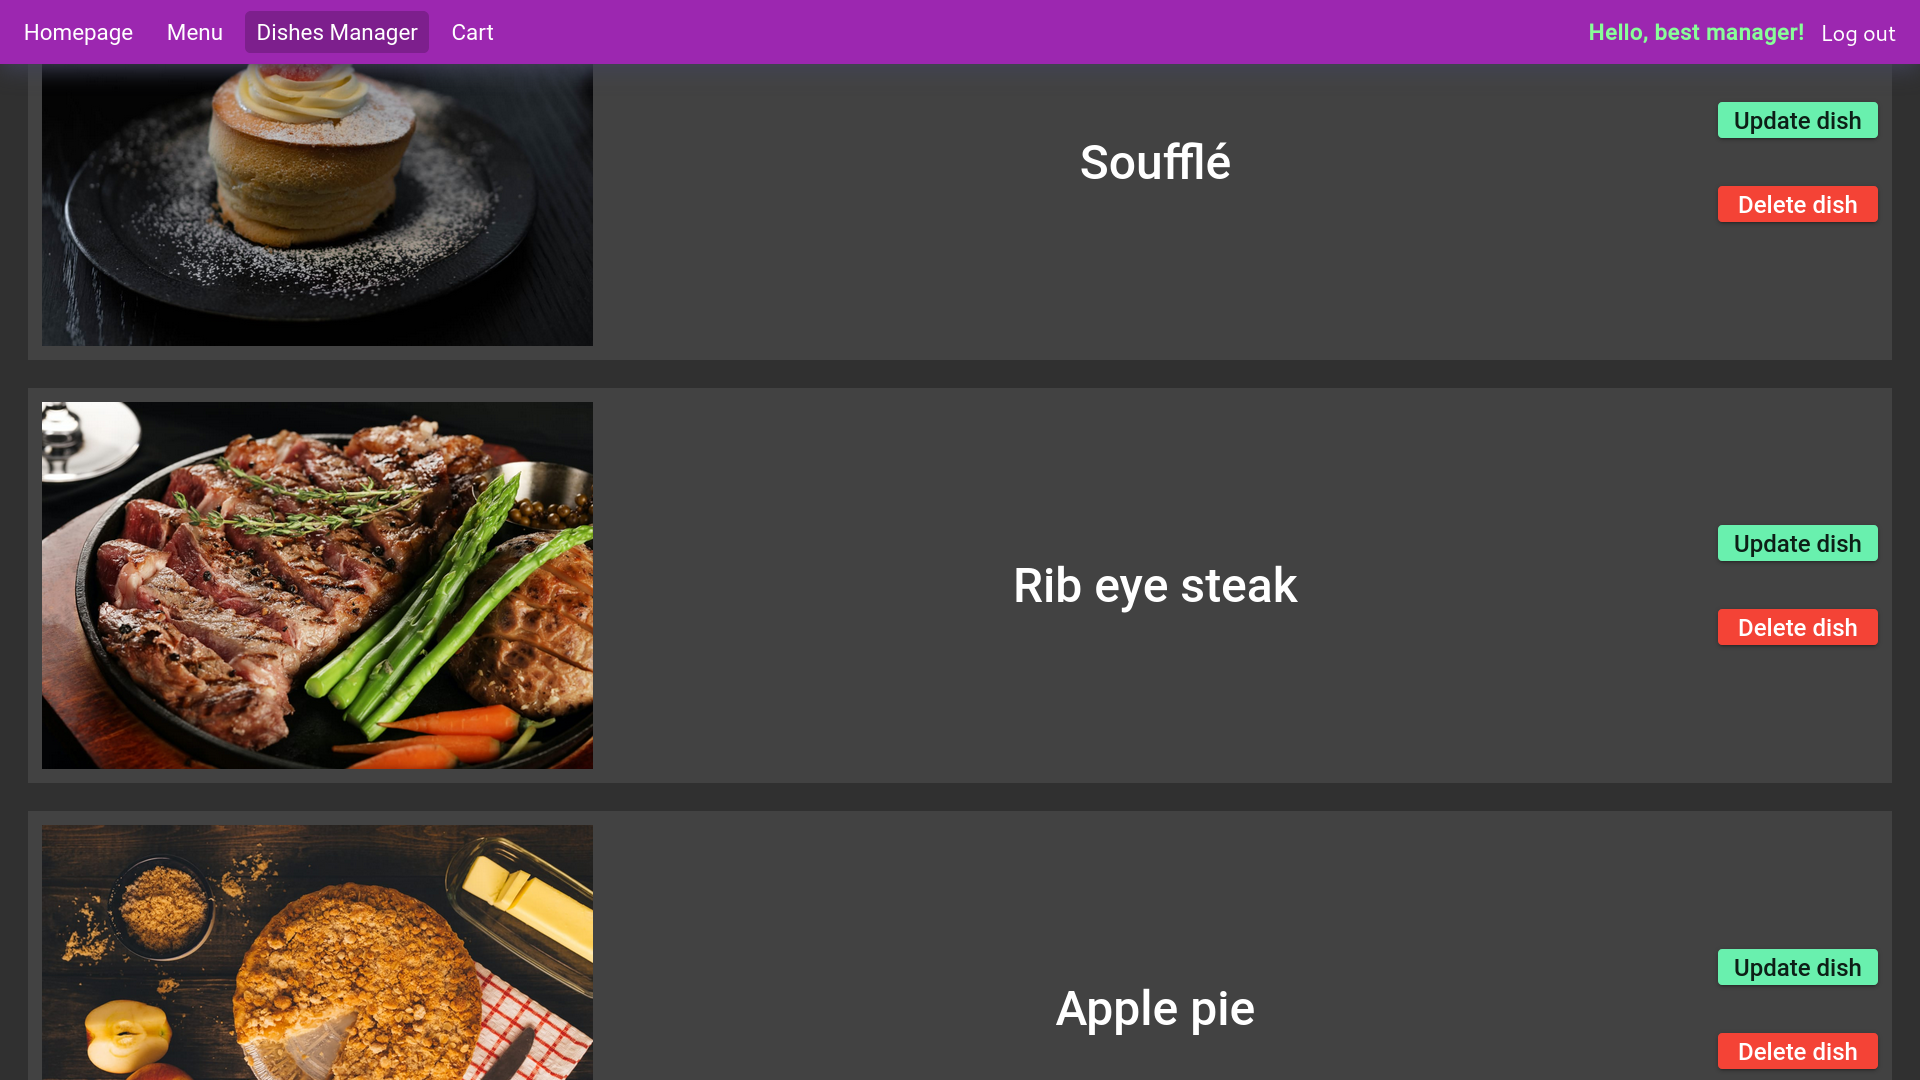 Homepage Menu Dishes Manager Cart Hello, best manager! Log out
Update dish
Soufflé
Delete dish
Update dish
Rib eye steak
Delete dish
Update dish
Apple pie
Delete dish